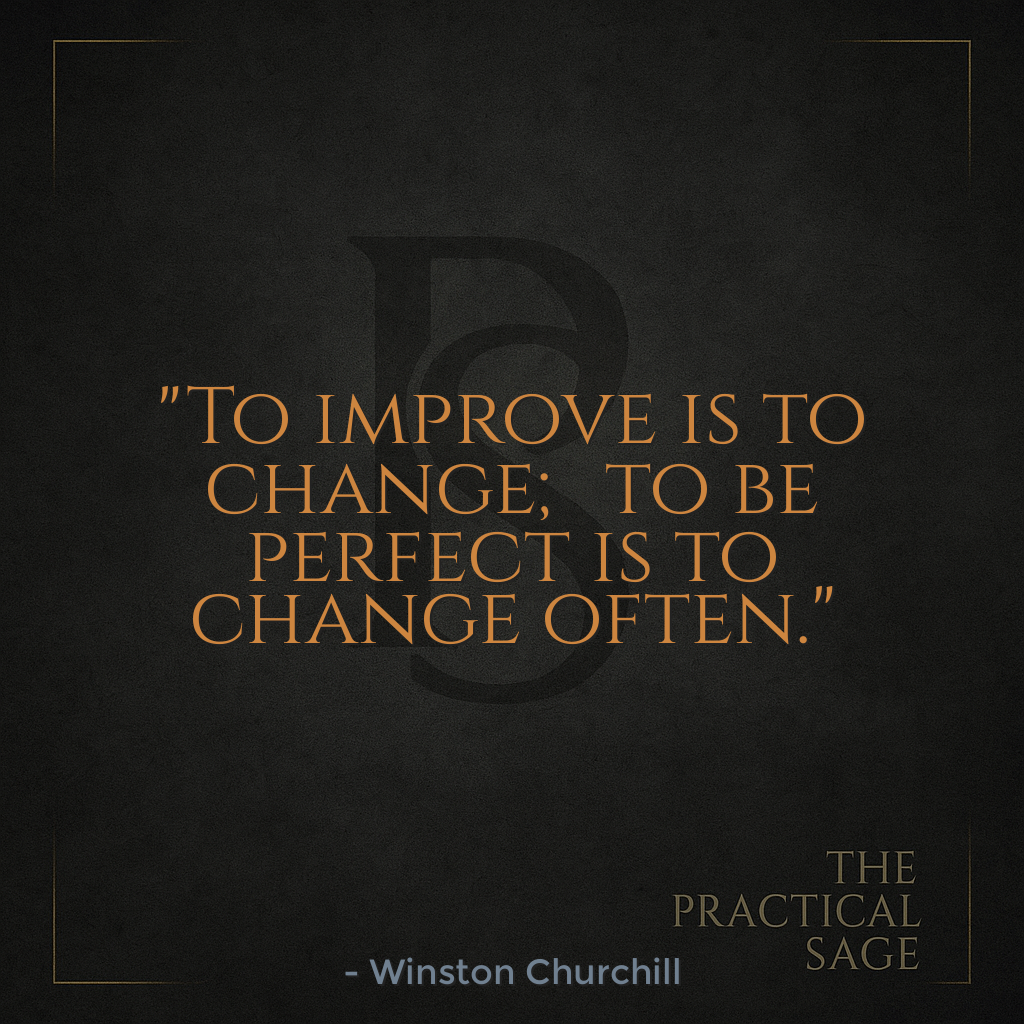 "To improve is to
change;  to be
perfect is to
change often."
THE
PRACTICAL
SAGE
- Winston Churchill